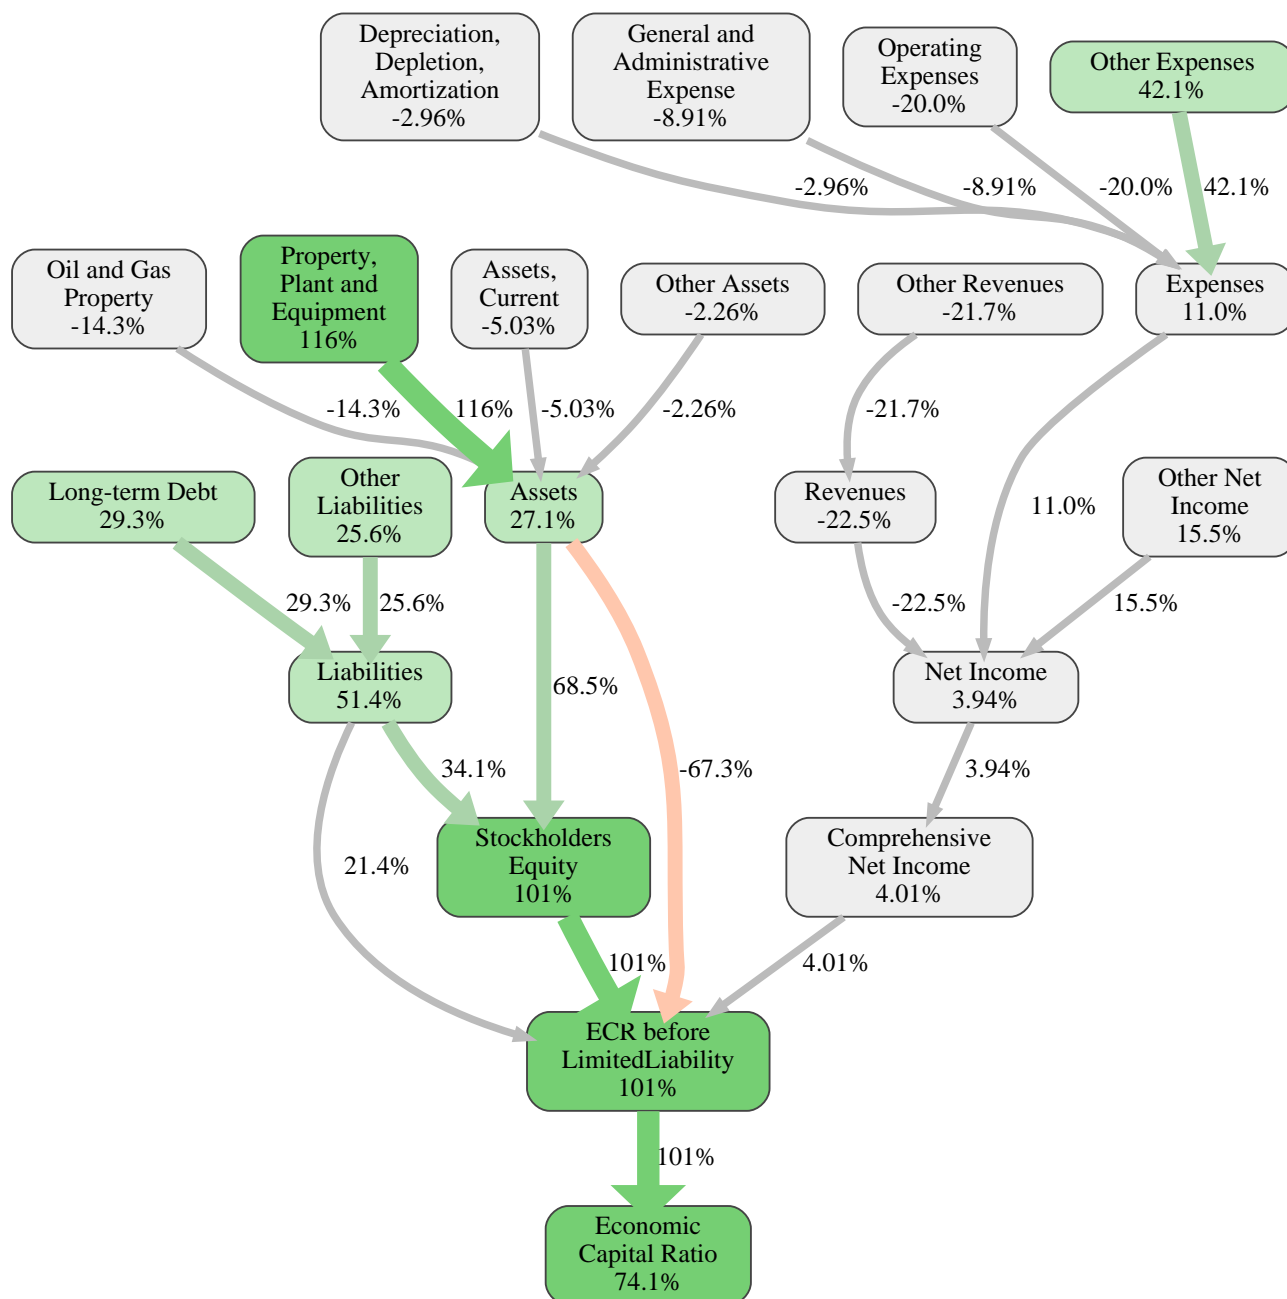 Depreciation,
Depletion,
Amortization
-2.96%
General and
Administrative
Expense
-8.91%
Operating
Expenses
-20.0%
Other Expenses
42.1%
-2.96%
-8.91%
-20.0%
42.1%
Oil and Gas
Property
-14.3%
Property,
Plant and
Equipment
116%
Assets,
Current
-5.03%
Other Assets
-2.26%
Other Revenues
-21.7%
Expenses
11.0%
-14.3%
116%
-5.03%
-2.26%
-21.7%
Long-term Debt
29.3%
Other
Liabilities
25.6%
Assets
27.1%
Revenues
-22.5%
11.0%
Other Net
Income
15.5%
29.3%
25.6%
-22.5%
15.5%
Liabilities
51.4%
68.5%
Net Income
3.94%
34.1%
-67.3%
3.94%
21.4%
Stockholders
Equity
101%
Comprehensive
Net Income
4.01%
101%
4.01%
ECR before
LimitedLiability
101%
101%
Economic
Capital Ratio
74.1%